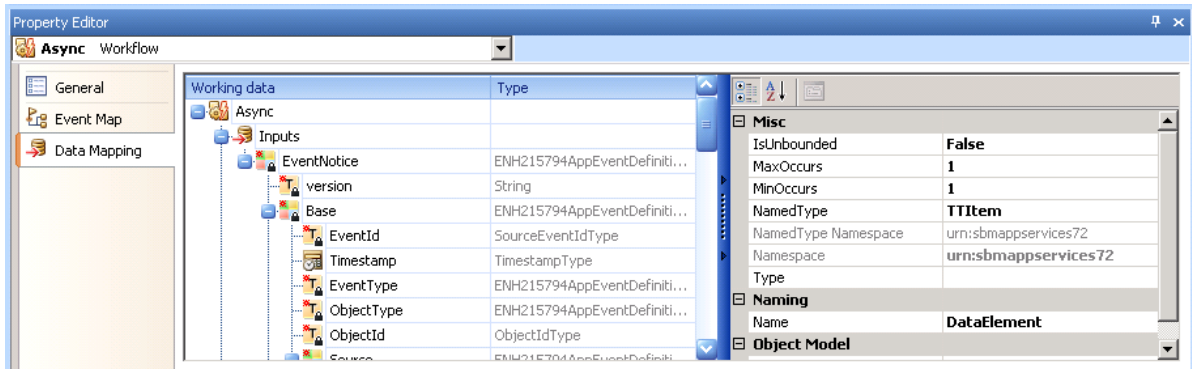 Property Editor
Async Workflow
General
Event Map
Data Mapping
Working data Type
Async
Inputs
EventNotice ENH215794AppEventDefiniti...
version String
Base ENH215794AppEventDefiniti...
EventId SourceEventIdType
Timestamp TimestampType
EventType ENH215794AppEventDefiniti...
ObjectType ENH215794AppEventDefiniti...
ObjectId ObjectIdType
Source ENH215794AppEventDefiniti...
Misc
IsUnbounded False
MaxOccurs 1
MinOccurs 1
NamedType TTItem
NamedType Namespace urn:sbmappservices72
Namespace urn:sbmappservices72
Type
Naming
Name DataElement
Object Model